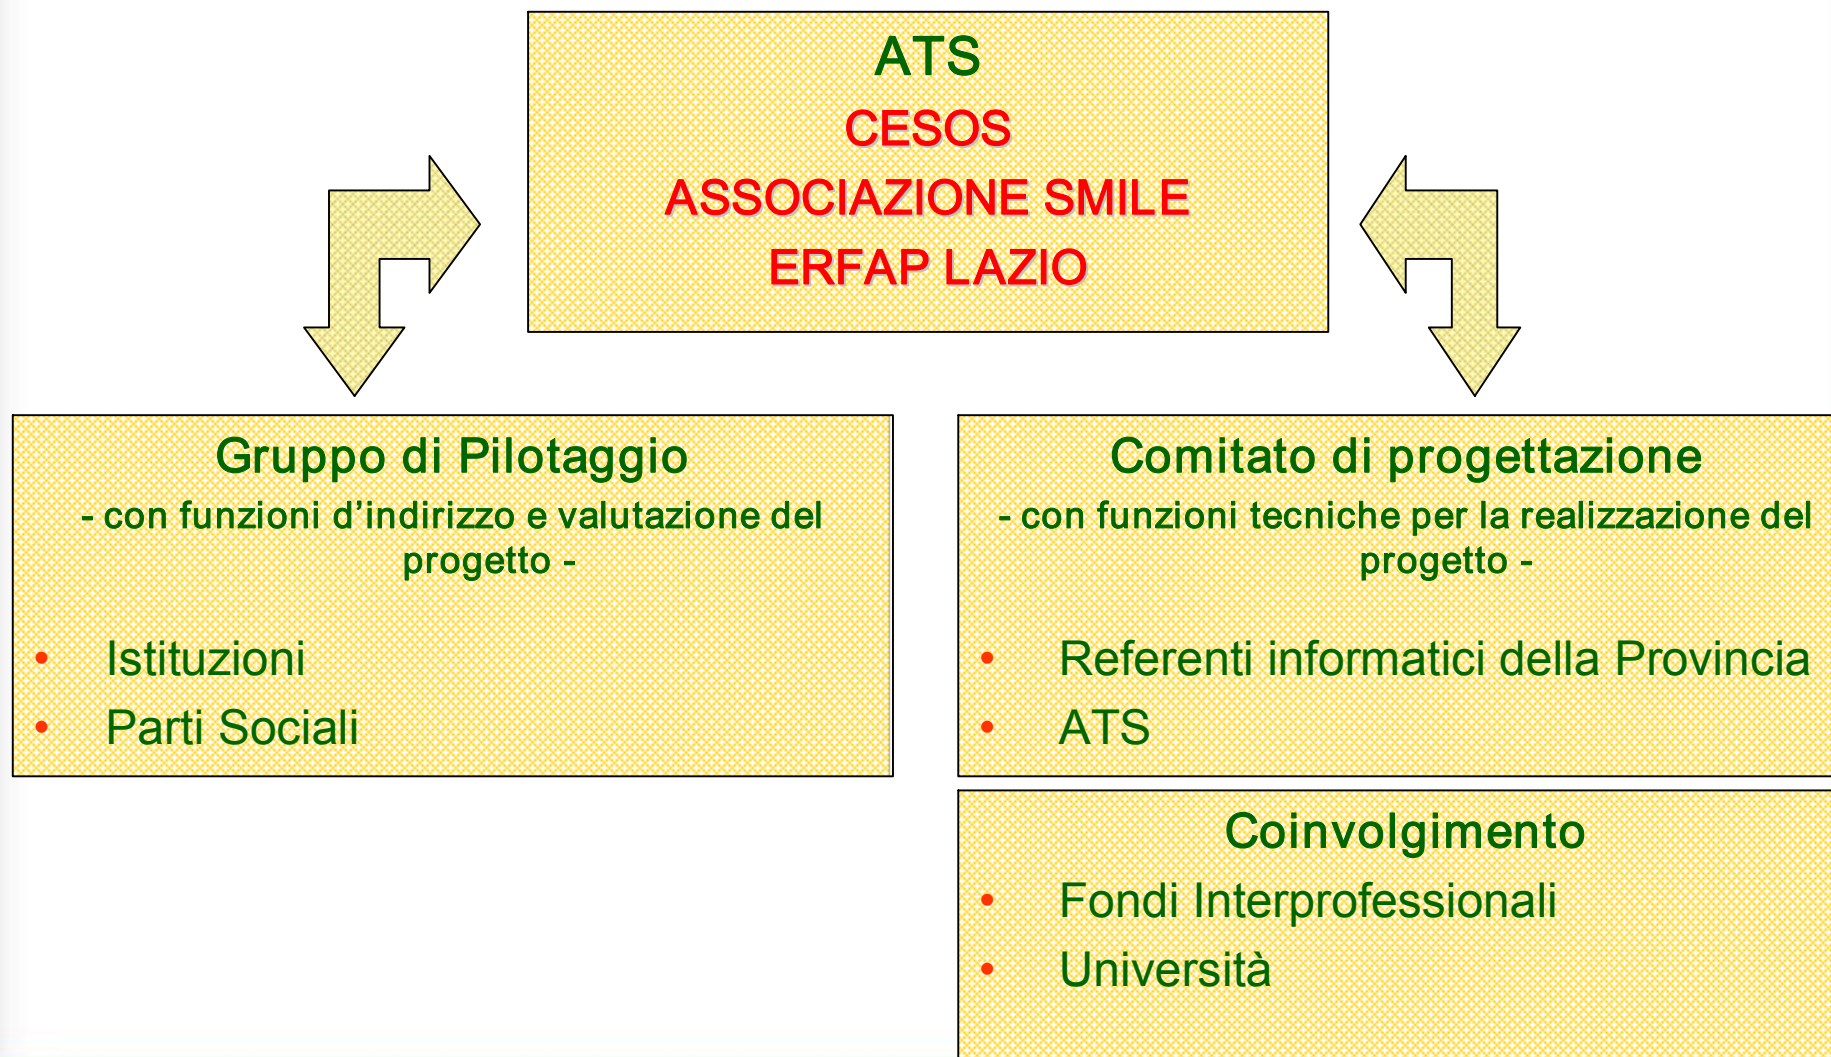 ATS
CESOS
ASSOCIAZIONE SMILE
ERFAP LAZIO
Gruppo di Pilotaggio
- con funzioni d’indirizzo e valutazione del
progetto -
• Istituzioni
• Parti Sociali
Comitato di progettazione
- con funzioni tecniche per la realizzazione del
progetto -
• Referenti informatici della Provincia
• ATS
Coinvolgimento
• Fondi Interprofessionali
• Università